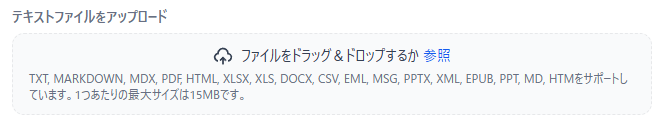 テキストファイルをアップロード
ファイルをドラッグ＆ドロップするか 参照
TXT, MARKDOWN, MDX, PDF, HTML, XLSX, XLS, DOCX, CSV, EML, MSG, PPTX, XML, EPUB, PPT, MD, HTMをサポートし
ています。1つあたりの最大サイズは15MBです。